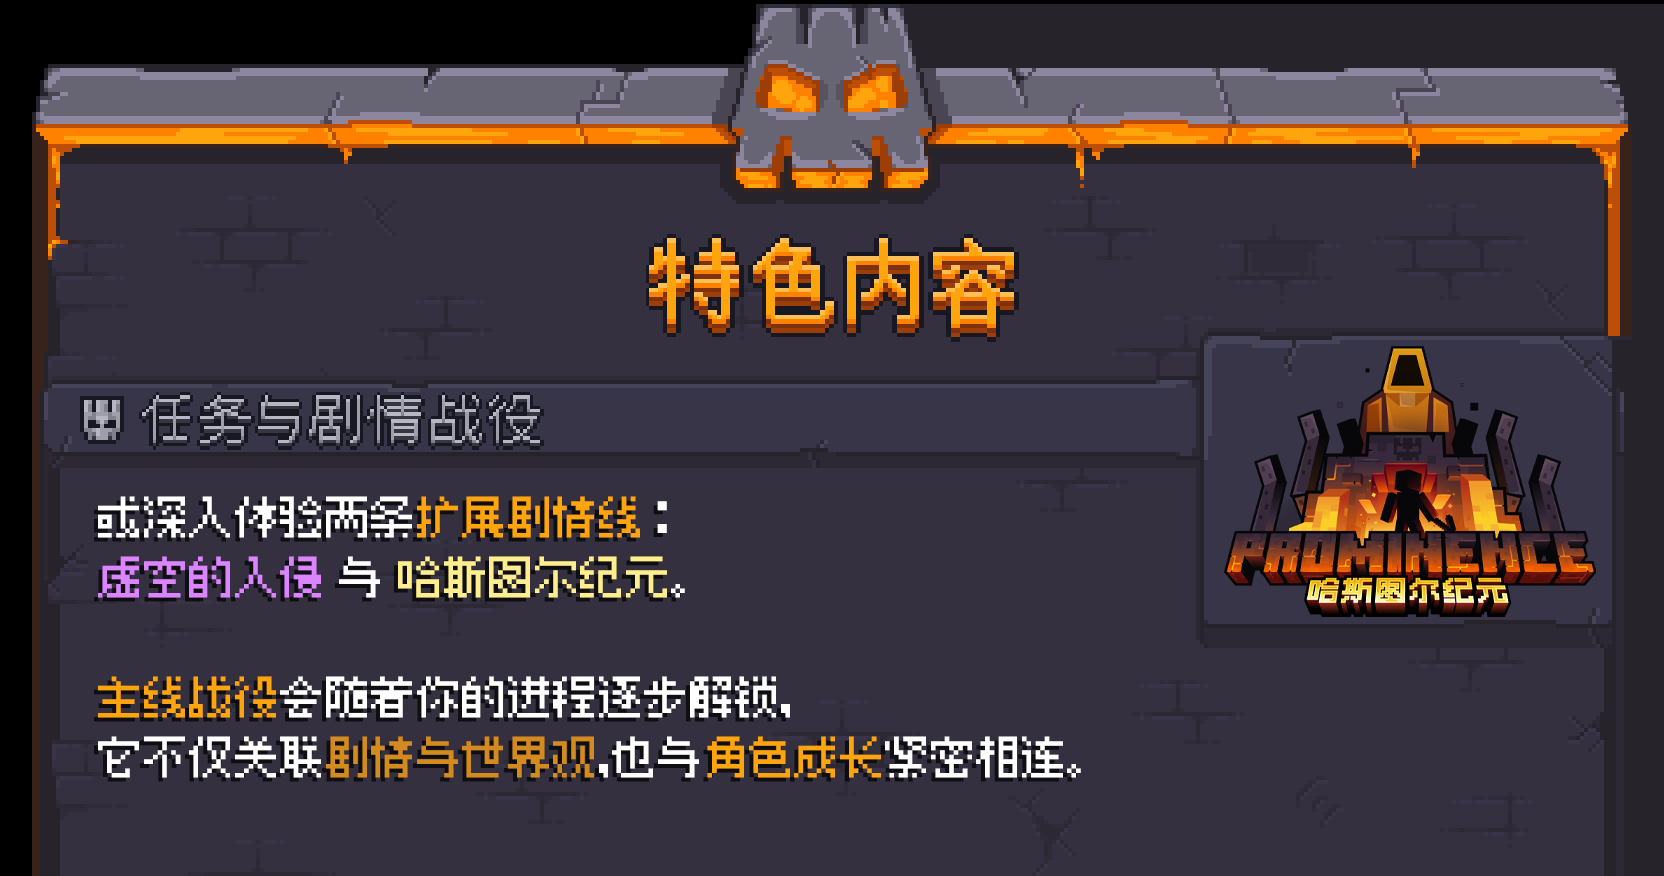 特色内容
任务与剧情战役
PROMINENCE
哈斯图尔纪元
或深入体验两条扩展剧情线：
虚空的入侵 与 哈斯图尔纪元。
主线战役会随着你的进程逐步解锁，
它不仅关联剧情与世界观，也与角色成长紧密相连。